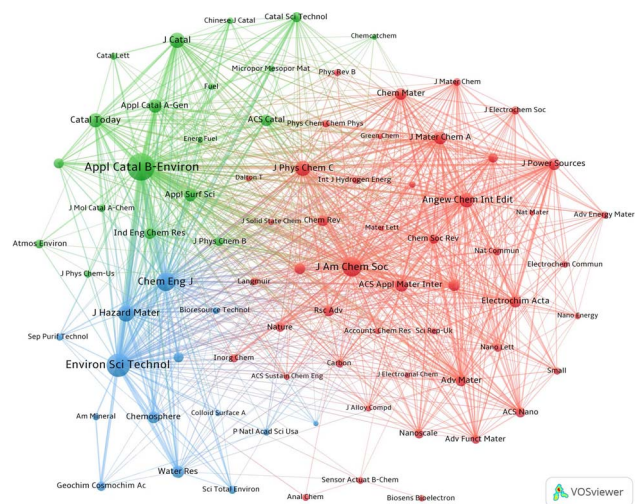 Chinese J Catal
Catal Sci Technol
J Catal
Chemcatchem
Catal Lett
Micropor Mesopor Mat
Phys Rev B
J Mater Chem
Fuel
Chem Mater
Appl Catal A-Gen
J Electrochem Soc
Catal Today
ACS Catal
Phys Chem Chem Phys
Green Chem
J Mater Chem A
Energ Fuel
Appl Catal B-Environ
J Phys Chem C
J Power Sources
Dalton T
Int J Hydrogen Energ
Appl Surf Sci
Angew Chem Int Edit
J Mol Catal A-Chem
J Solid State Chem
Chem Rev
Mater Lett
Nat Mater
Adv Energy Mater
Ind Eng Chem Res
Atmos Environ
J Phys Chem B
Chem Soc Rev
Nat Commun
Langmuir
J Am Chem Soc
Electrochem Commun
J Phys Chem-Us
Chem Eng J
ACS Appl Mater Inter
Electrochim Acta
Bioresource Technol
Rsc Adv
J Hazard Mater
Nano Energy
Nature
Accounts Chem Res
Sci Rep-Uk
Sep Purif Technol
Nano Lett
Inorg Chem
Carbon
Environ Sci Technol
Small
ACS Sustain Chem Eng
J Electroanal Chem
Adv Mater
J Alloy Compd
ACS Nano
Am Mineral
Chemosphere
Colloid Surface A
P Natl Acad Sci Usa
Nanoscale
Adv Funct Mater
Water Res
Geochim Cosmochim Ac
Sci Total Environ
Sensor Actuat B-Chem
Anal Chem
Biosens Bioelectron
VOSviewer